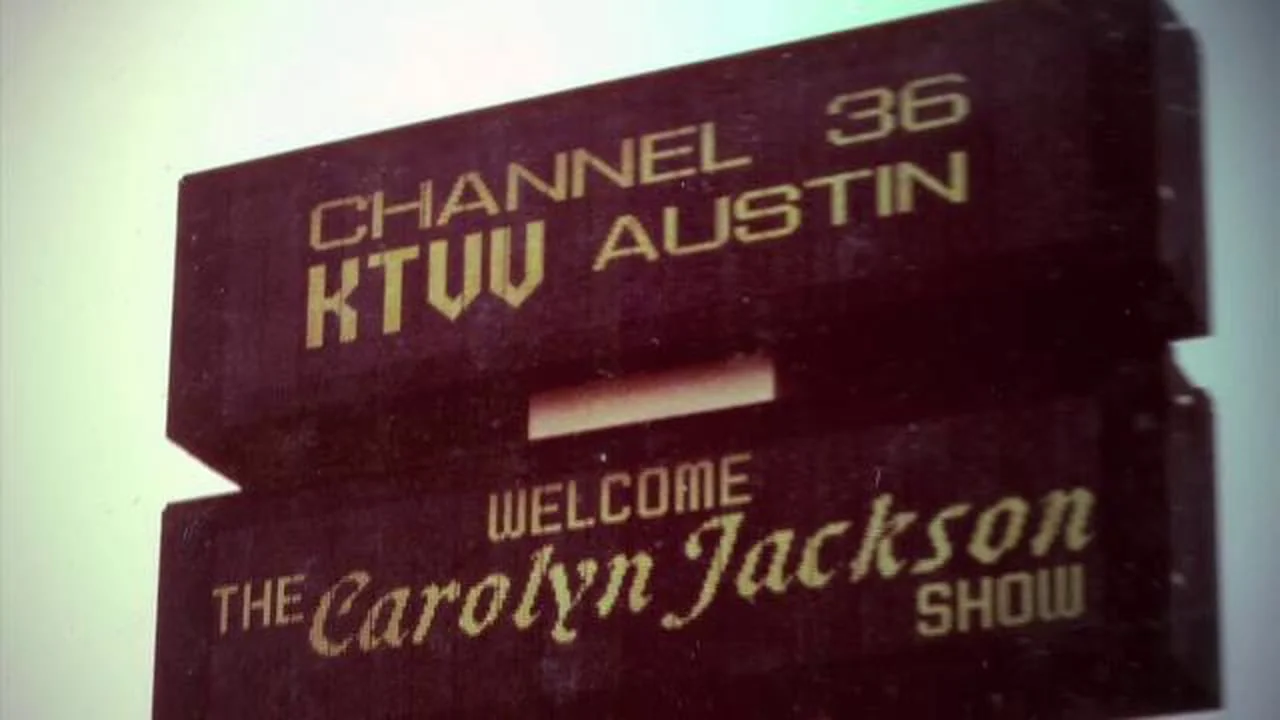 CHANNEL 36
KTVV AUSTIN
WELCOME
THE Carolyn Jackson
SHOW